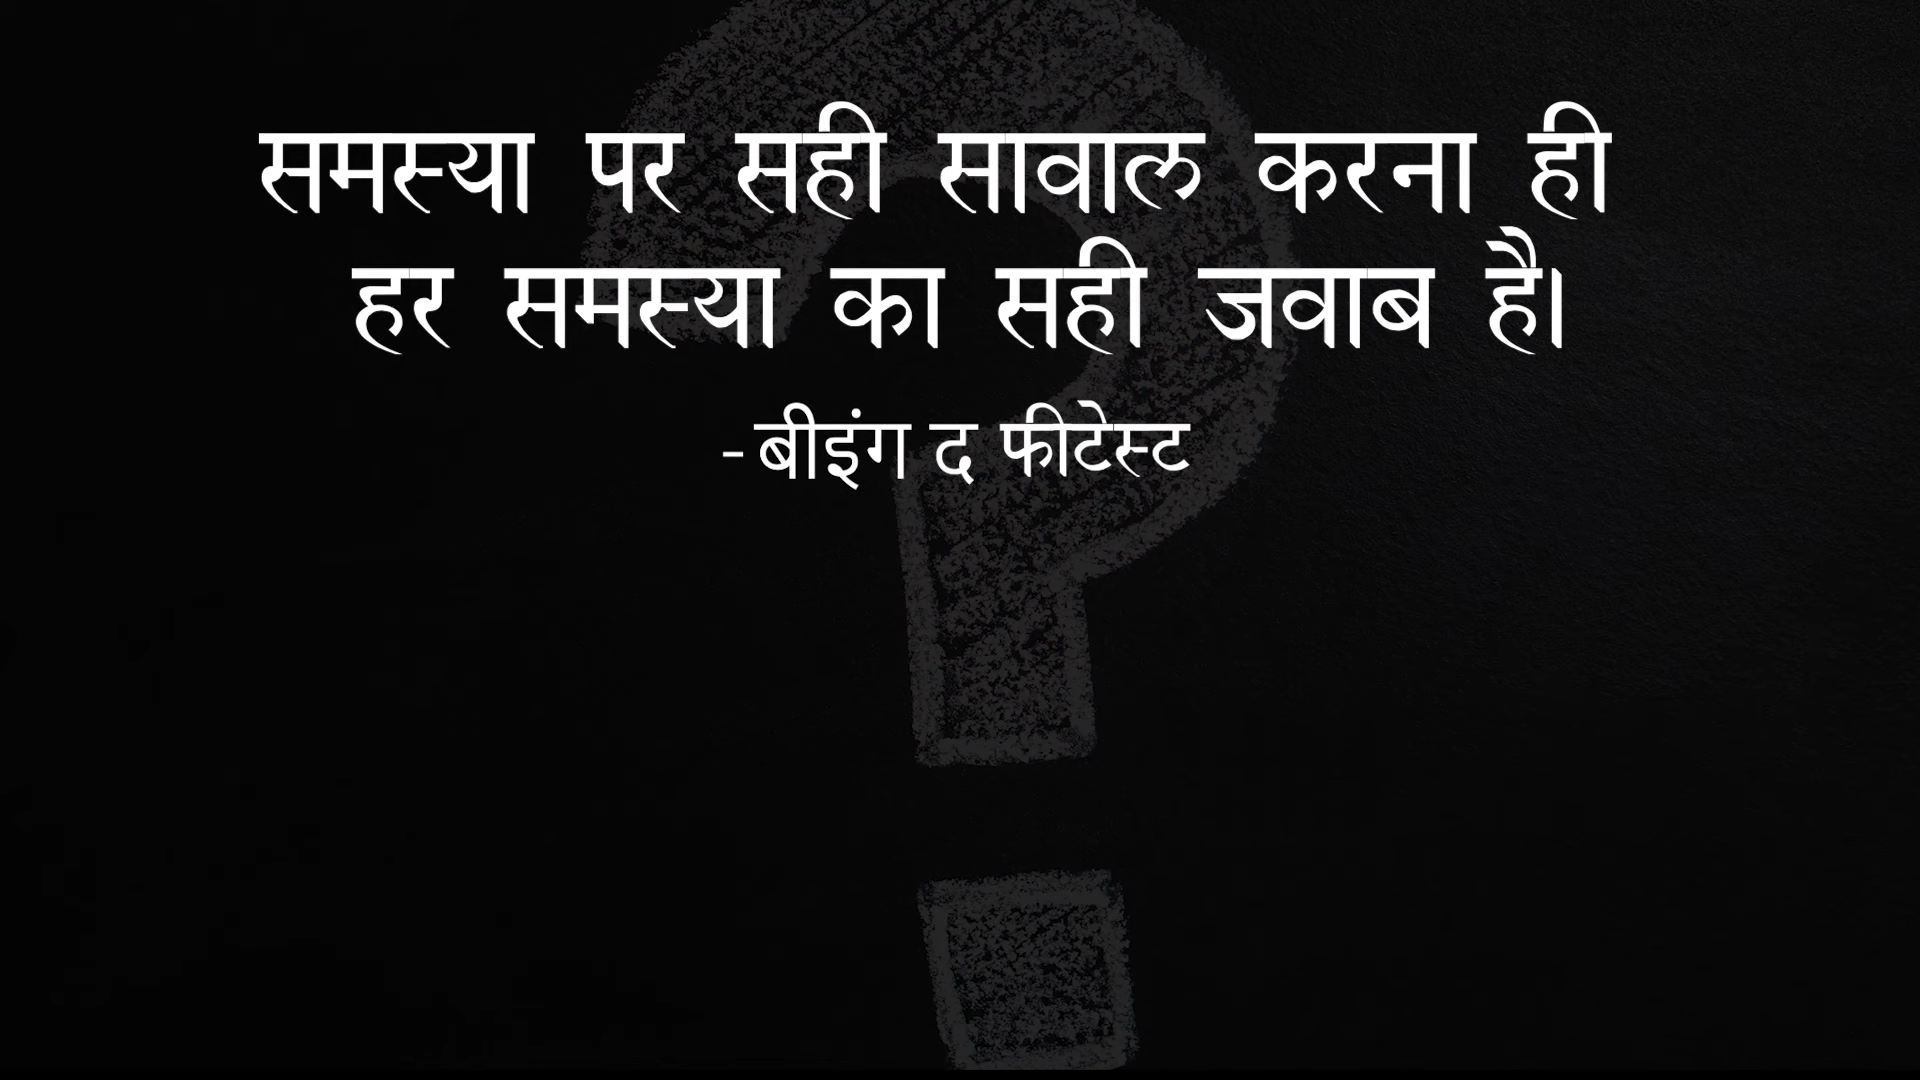 समस्या पर सही सावाल करना ही
हर समस्या का सही जवाब है।
-बीइंग द फीटेस्ट